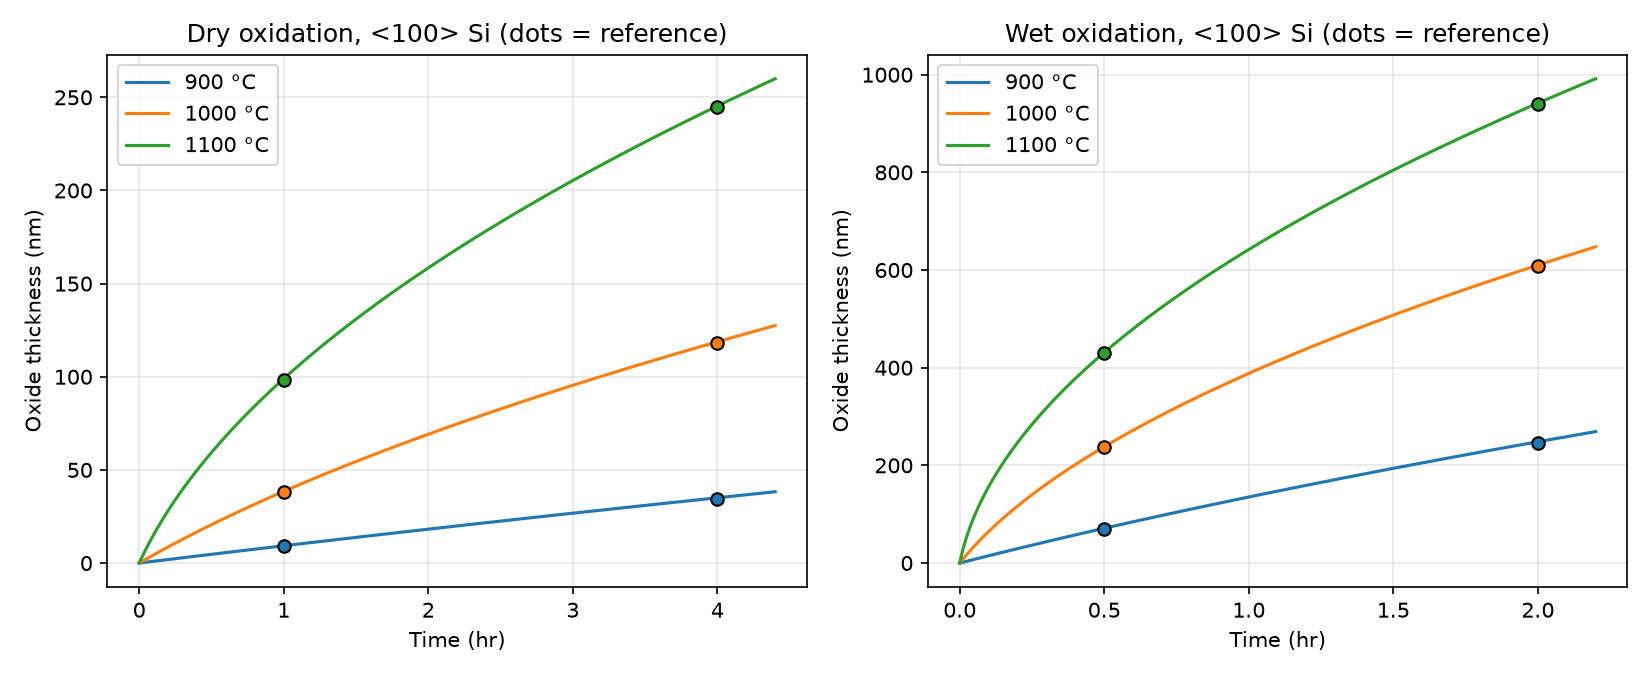 Dry oxidation, <100> Si (dots = reference)
900 °C
1000 °C
1100 °C
250
200
150
100
50
0
Oxide thickness (nm)
0 1 2 3 4
Time (hr)
Wet oxidation, <100> Si (dots = reference)
900 °C
1000 °C
1100 °C
1000
800
600
400
200
0
Oxide thickness (nm)
0.0 0.5 1.0 1.5 2.0
Time (hr)